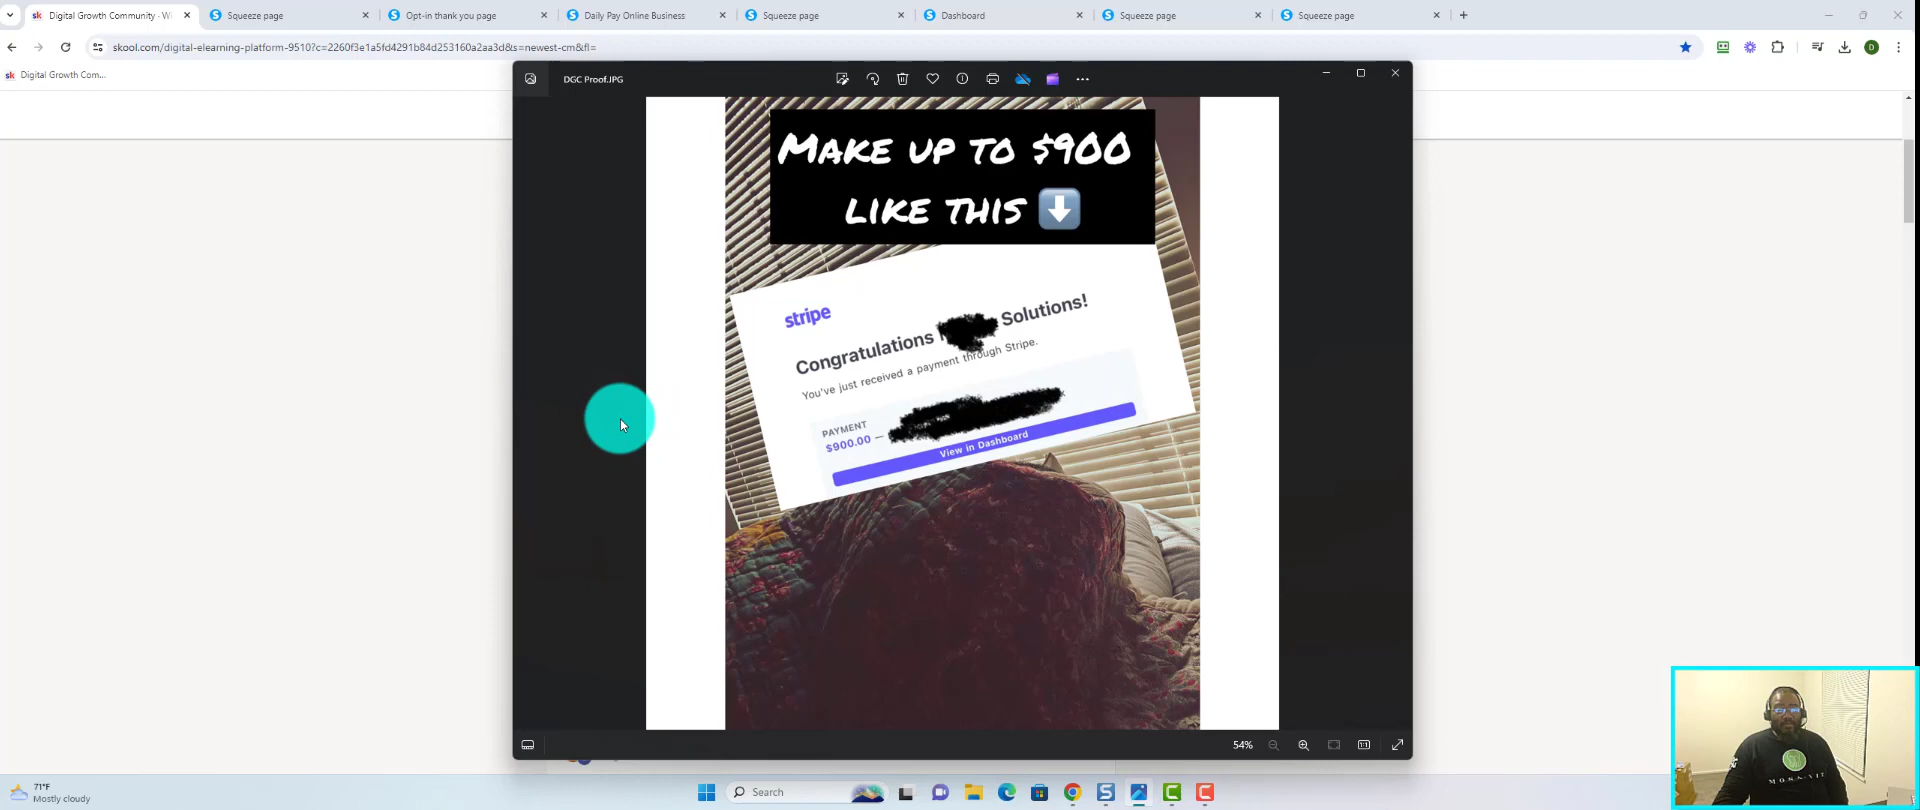 Digital Growth Community - W
Squeeze page
Opt-in thank you page
Daily Pay Online Business
Squeeze page
Dashboard
Squeeze page
Squeeze page
skool.com/digital-elearning-platform-9510?c=2260f3e1a5fd4291b84d253160a2aa3d&s=newest-cm&fl=
D
sk Digital Growth Com...
DGC Proof.JPG
MAKE UP TO $900
LIKE THIS ⬇️
stripe
Congratulations Solutions!
You've just received a payment through Stripe.
PAYMENT
$900.00 —
View in Dashboard
54%
71°F
Mostly cloudy
Search